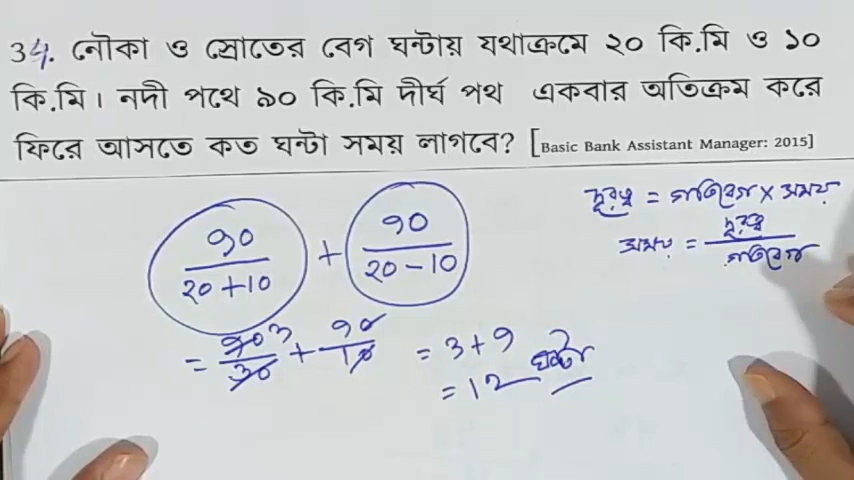 34. নৌকা ও স্রোতের বেগ ঘন্টায় যথাক্রমে ২০ কি.মি ও ১০
কি.মি। নদী পথে ৯০ কি.মি দীর্ঘ পথ একবার অতিক্রম করে
ফিরে আসতে কত ঘন্টা সময় লাগবে? [Basic Bank Assistant Manager: 2015]
দূরত্ব = গতিবেগ × সময়
সময় = দূরত্ব / গতিবেগ
90 / 20+10 + 90 / 20-10
= 90 3 / 30 + 90 / 10 = 3+9
= 12 ঘন্টা